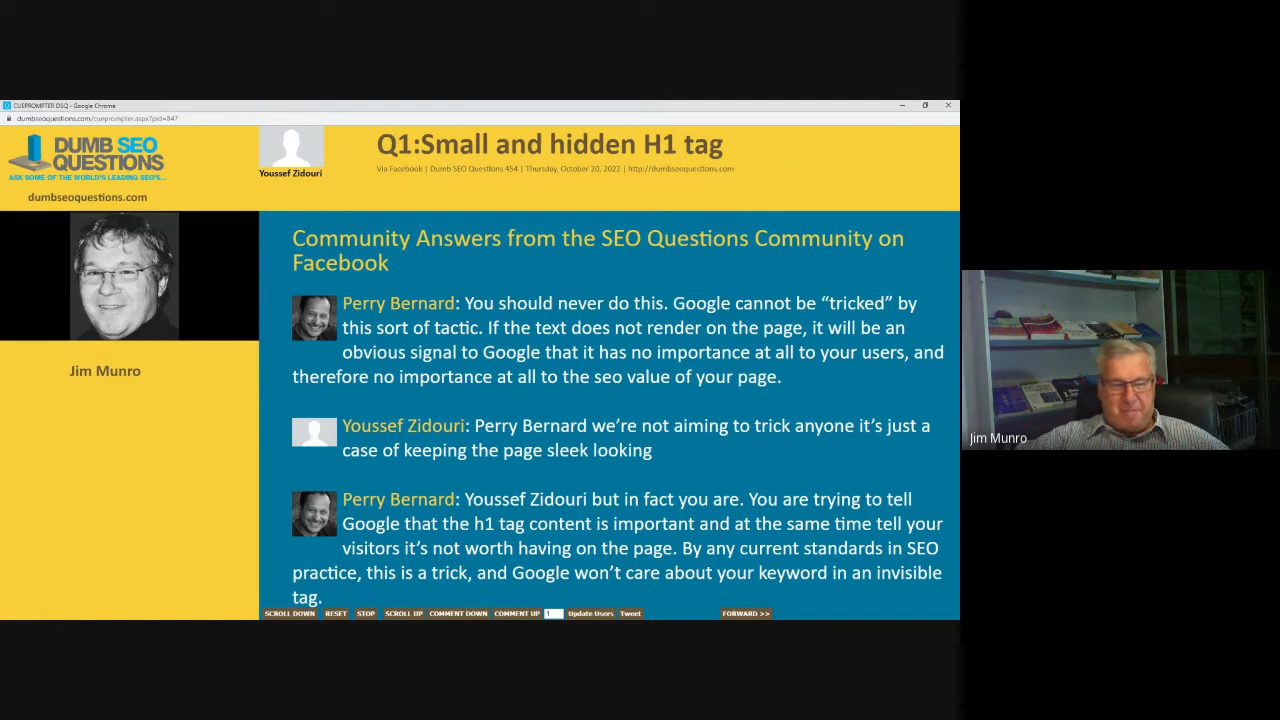 CUEPROMPTER DSQ - Google Chrome
dumbseoquestions.com/cueprompter.aspx?pid=847
DUMB SEO
QUESTIONS
ASK SOME OF THE WORLD'S LEADING SEO'S...
dumbseoquestions.com
Youssef Zidouri
Q1:Small and hidden H1 tag
Via Facebook | Dumb SEO Questions 454 | Thursday, October 20, 2022 | http://dumbseoquestions.com
Jim Munro
Community Answers from the SEO Questions Community on
Facebook
Perry Bernard: You should never do this. Google cannot be “tricked” by
this sort of tactic. If the text does not render on the page, it will be an
obvious signal to Google that it has no importance at all to your users, and
therefore no importance at all to the seo value of your page.
Youssef Zidouri: Perry Bernard we’re not aiming to trick anyone it’s just a
case of keeping the page sleek looking
Perry Bernard: Youssef Zidouri but in fact you are. You are trying to tell
Google that the h1 tag content is important and at the same time tell your
visitors it’s not worth having on the page. By any current standards in SEO
practice, this is a trick, and Google won’t care about your keyword in an invisible
tag.
SCROLL DOWN RESET STOP SCROLL UP COMMENT DOWN COMMENT UP 1 Update Users Tweet FORWARD >>
Jim Munro